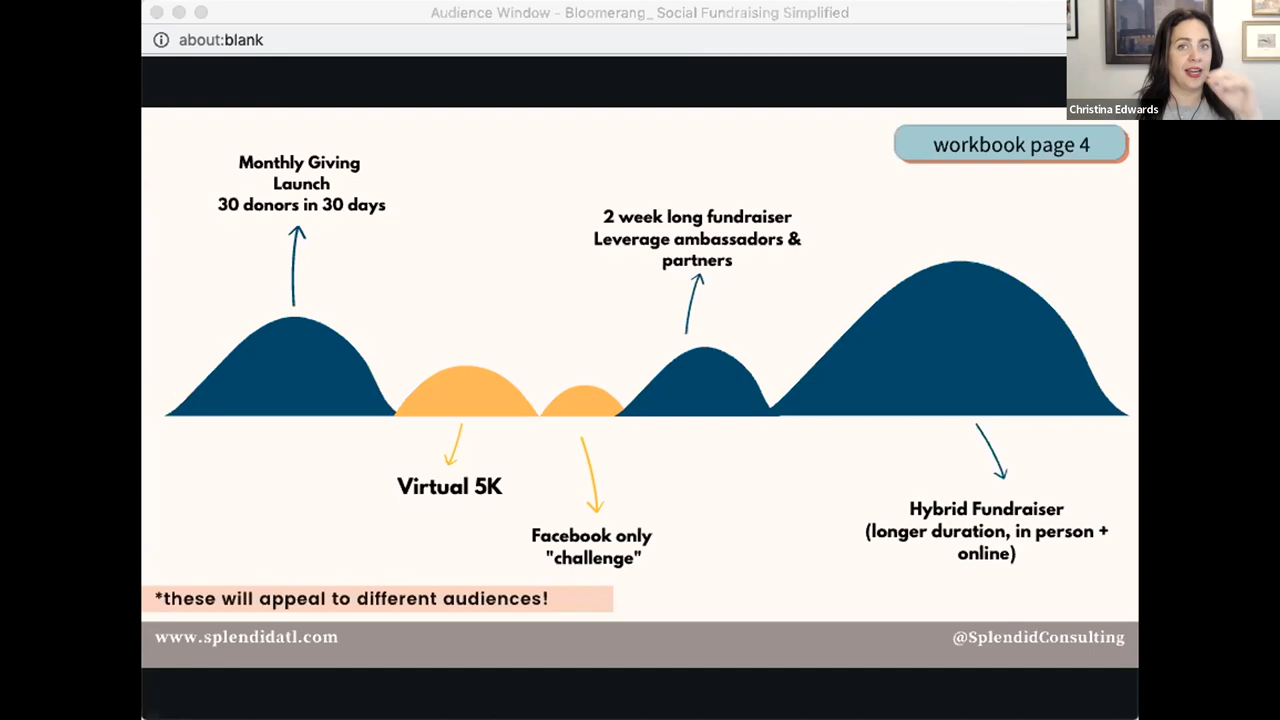 Audience Window - Bloomerang_ Social Fundraising Simplified
about:blank
Christina Edwards
workbook page 4
Monthly Giving
Launch
30 donors in 30 days
2 week long fundraiser
Leverage ambassadors &
partners
Virtual 5K
Facebook only
"challenge"
Hybrid Fundraiser
(longer duration, in person +
online)
*these will appeal to different audiences!
www.splendidatl.com
@SplendidConsulting